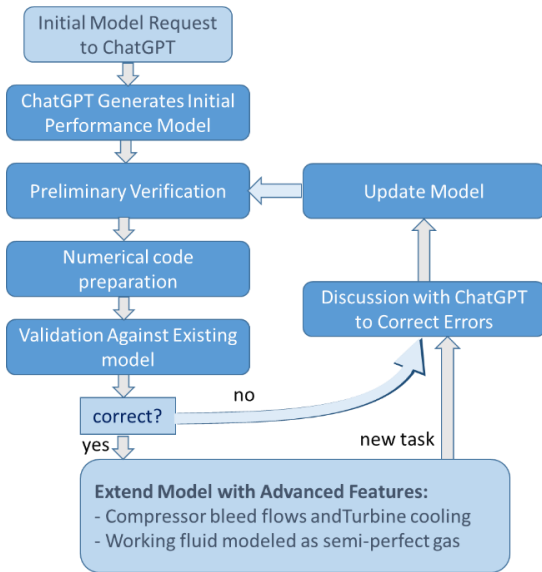 Initial Model Request
to ChatGPT
ChatGPT Generates Initial
Performance Model
Preliminary Verification
Update Model
Numerical code
preparation
Discussion with ChatGPT
to Correct Errors
Validation Against Existing
model
no
correct?
yes
new task
Extend Model with Advanced Features:
- Compressor bleed flows andTurbine cooling
- Working fluid modeled as semi-perfect gas